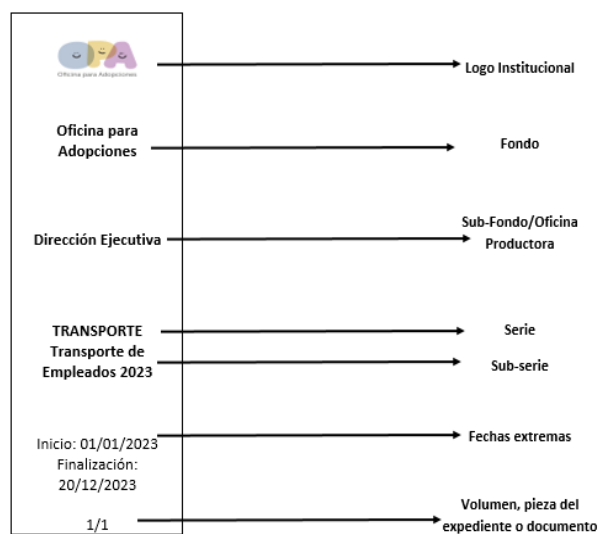 OPA
Oficina para Adopciones
Logo Institucional
Oficina para
Adopciones
Fondo
Dirección Ejecutiva
Sub-Fondo/Oficina
Productora
TRANSPORTE
Serie
Transporte de
Empleados 2023
Sub-serie
Inicio: 01/01/2023
Finalización:
20/12/2023
Fechas extremas
1/1
Volumen, pieza del
expediente o documento